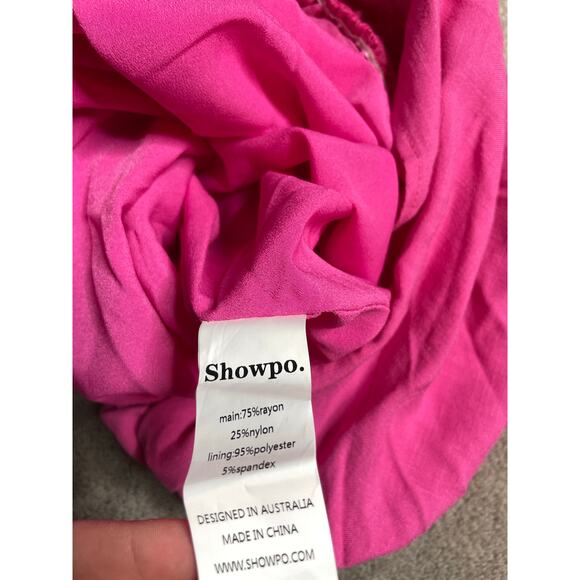 Showpo.
main:75%rayon
25%nylon
lining:95%polyester
5%spandex
DESIGNED IN AUSTRALIA
MADE IN CHINA
WWW.SHOWPO.COM